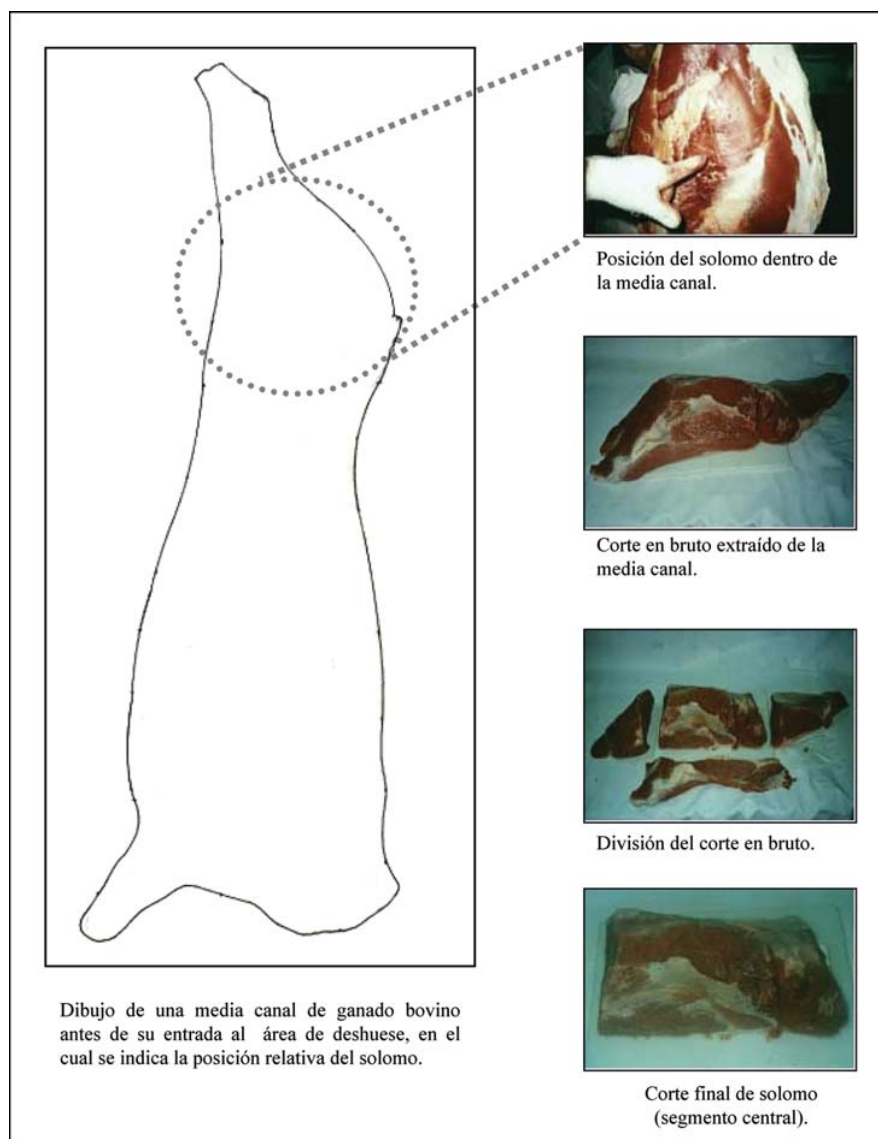 Posición del solomo dentro de
la media canal.
Corte en bruto extraído de la
media canal.
División del corte en bruto.
Dibujo de una media canal de ganado bovino
antes de su entrada al área de deshuese, en el
cual se indica la posición relativa del solomo.
Corte final de solomo
(segmento central).